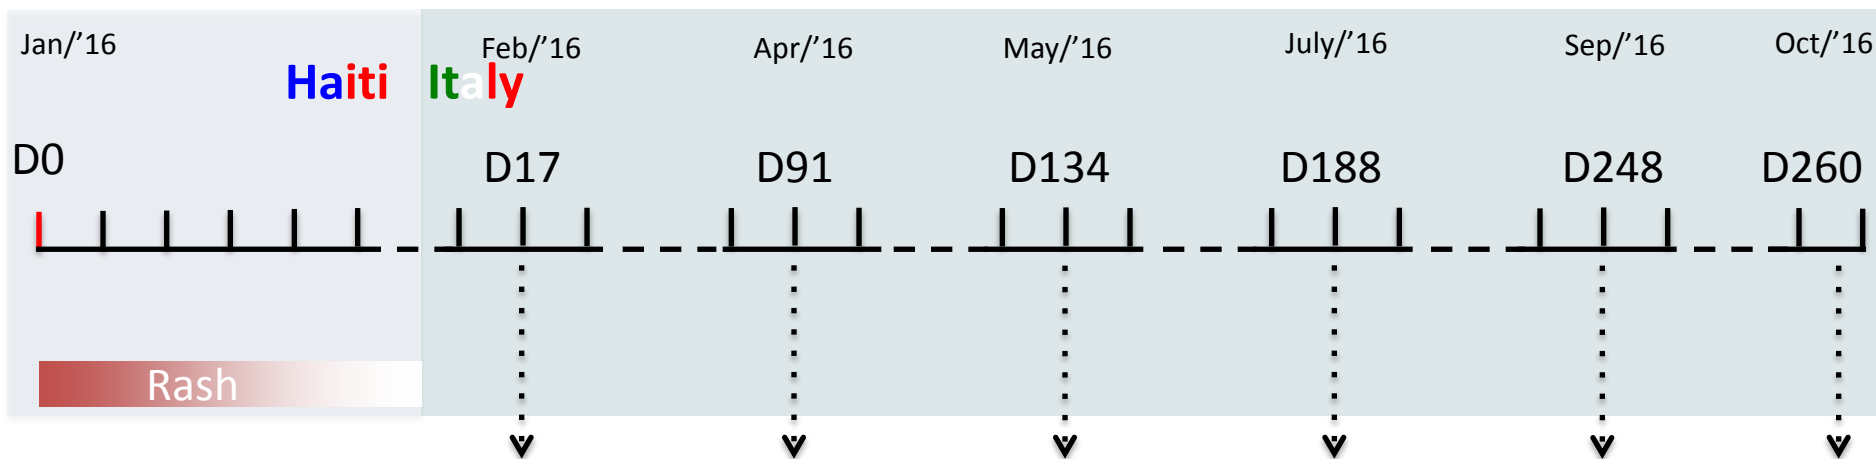 Jan/’16
Feb/’16
Apr/’16
May/’16
July/’16
Sep/’16
Oct/’16
Haiti
Italy
D0
D17
D91
D134
D188
D248
D260
Rash